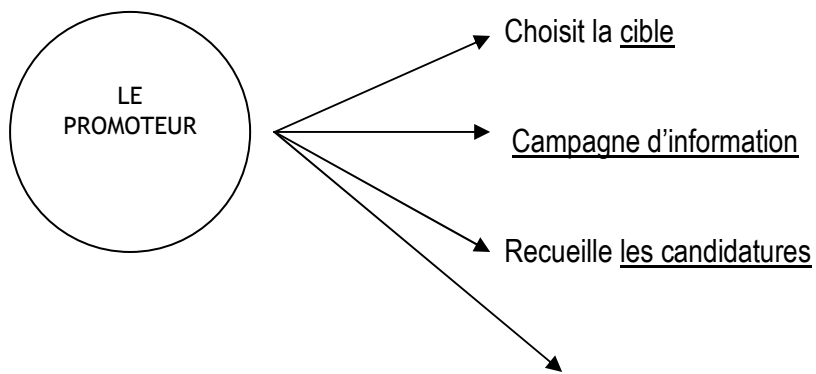 LE
PROMOTEUR
Choisit la cible
Campagne d’information
Recueille les candidatures